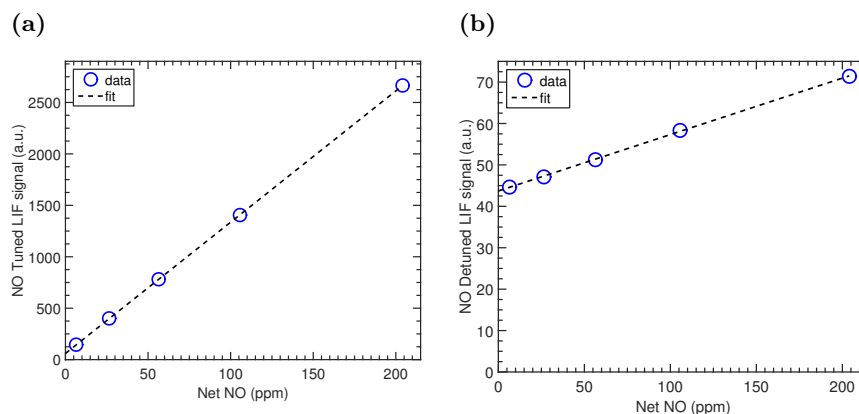 (a)
data
fit
NO Tuned LIF signal (a.u.)
2500
2000
1500
1000
500
0
0 50 100 150 200
Net NO (ppm)
(b)
data
fit
NO Detuned LIF signal (a.u.)
70
60
50
40
30
20
10
0
0 50 100 150 200
Net NO (ppm)